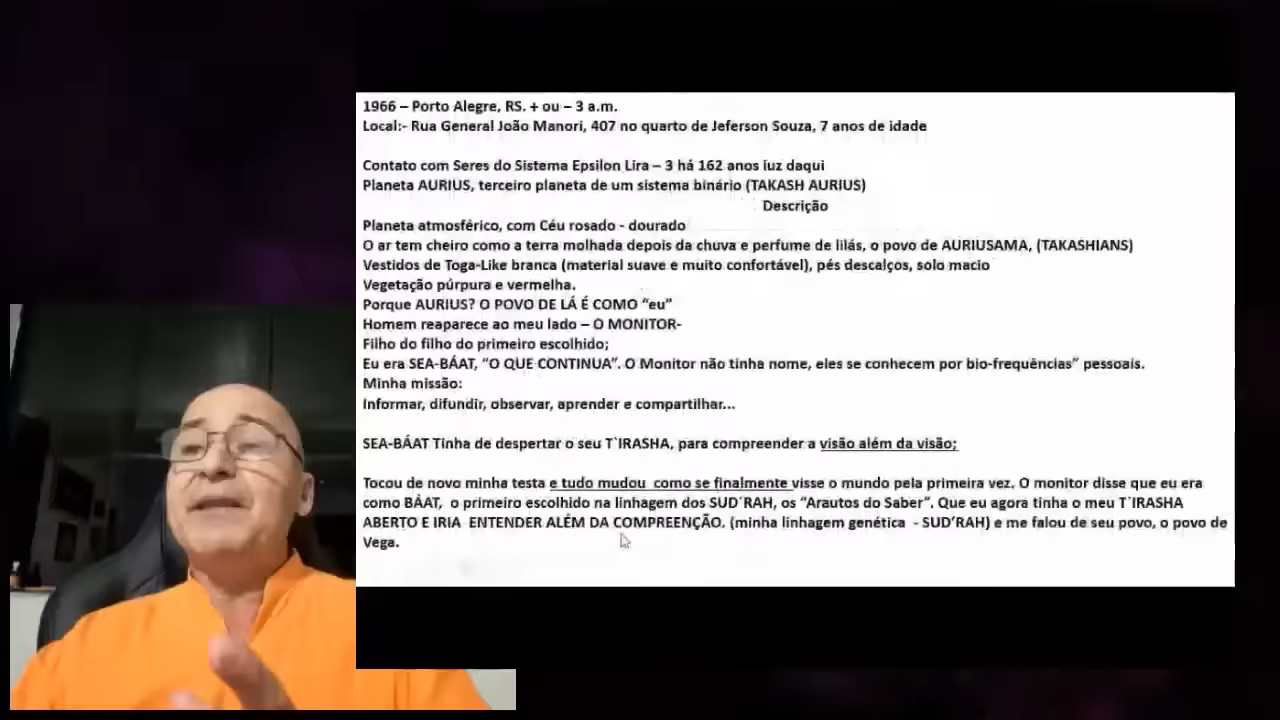 1966 – Porto Alegre, RS. + ou – 3 a.m.
Local:- Rua General João Manori, 407 no quarto de Jeferson Souza, 7 anos de idade
Contato com Seres do Sistema Epsilon Lira – 3 há 162 anos luz daqui
Planeta AURIUS, terceiro planeta de um sistema binário (TAKASH AURIUS)
Descrição
Planeta atmosférico, com Céu rosado - dourado
O ar tem cheiro como a terra molhada depois da chuva e perfume de lilás, o povo de AURIUSAMA, (TAKASHIANS)
Vestidos de Toga-Like branca (material suave e muito confortável), pés descalços, solo macio
Vegetação púrpura e vermelha.
Porque AURIUS? O POVO DE LÁ É COMO “eu”
Homem reaparece ao meu lado – O MONITOR-
Filho do filho do primeiro escolhido;
Eu era SEA-BÁAT, “O QUE CONTINUA”. O Monitor não tinha nome, eles se conhecem por bio-frequências” pessoais.
Minha missão:
Informar, difundir, observar, aprender e compartilhar...
SEA-BÁAT Tinha de despertar o seu T`IRASHA, para compreender a visão além da visão;
Tocou de novo minha testa e tudo mudou como se finalmente visse o mundo pela primeira vez. O monitor disse que eu era
como BÁAT, o primeiro escolhido na linhagem dos SUD´RAH, os “Arautos do Saber”. Que eu agora tinha o meu T`IRASHA
ABERTO E IRIA ENTENDER ALÉM DA COMPREENÇÃO. (minha linhagem genética - SUD’RAH) e me falou de seu povo, o povo de
Vega.